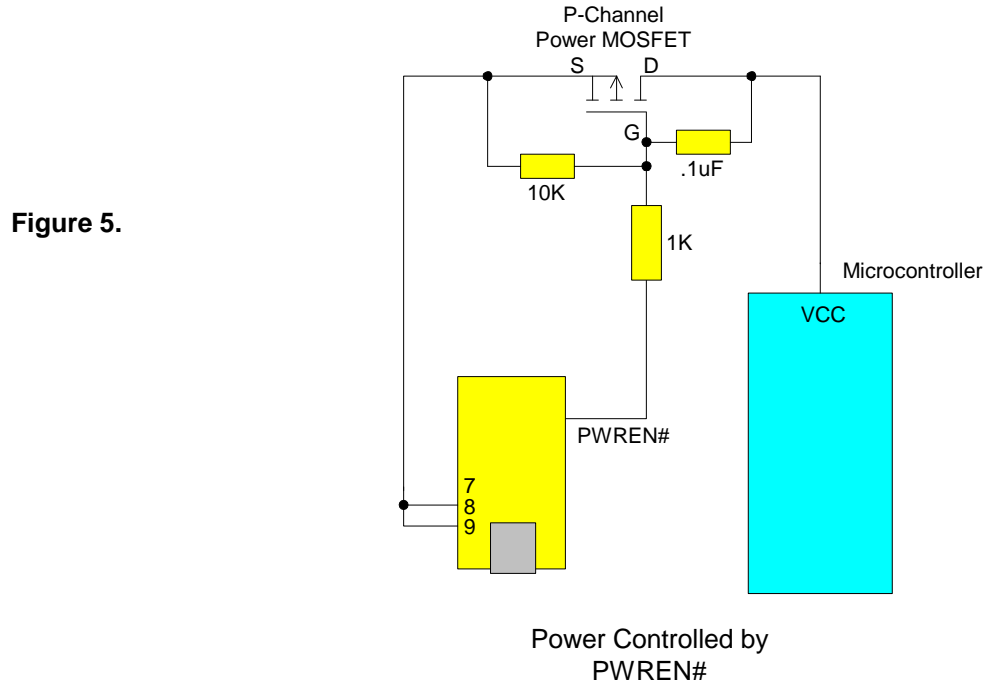 P-Channel
Power MOSFET
S D
G
.1uF
10K
Figure 5.
1K
Microcontroller
VCC
PWREN#
7
8
9
Power Controlled by
PWREN#